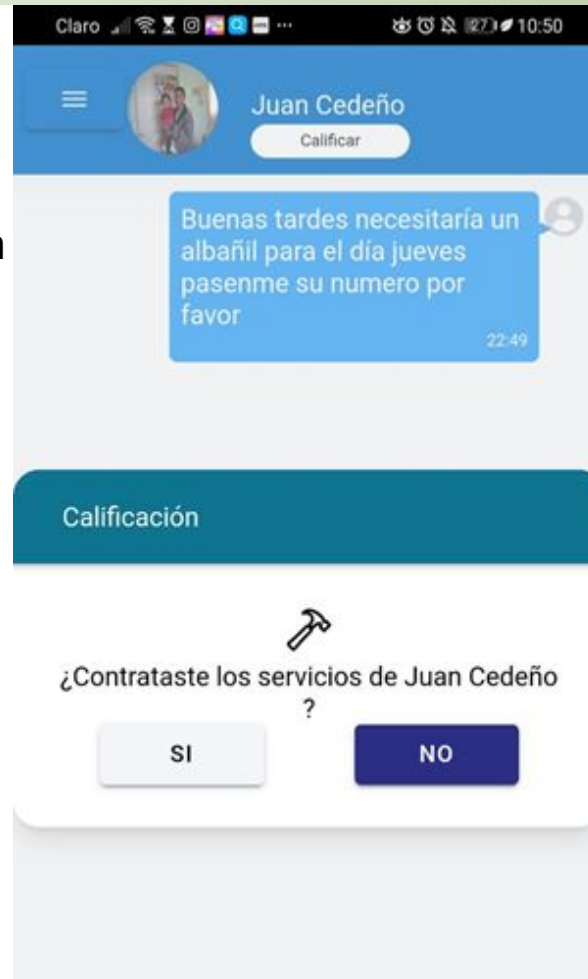 Claro 27 10:50
Juan Cedeño
Calificar
Buenas tardes necesitaría un
albañil para el día jueves
pasenme su numero por
favor
22:49
Calificación
¿Contrataste los servicios de Juan Cedeño
?
SI NO